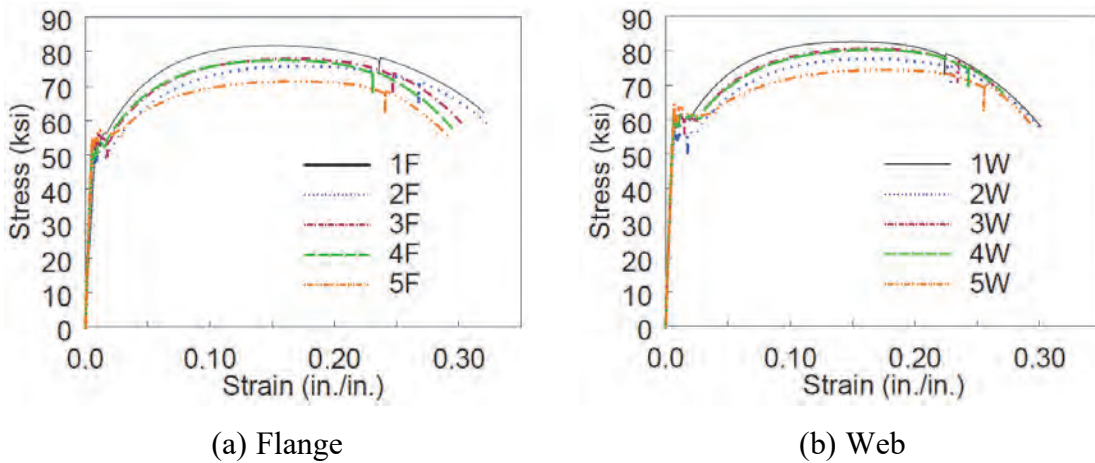 90
80
70
60
50
40
30
20
10
0
Stress (ksi)
1F
2F
3F
4F
5F
0.0 0.10 0.20 0.30
Strain (in./in.)
(a) Flange
90
80
70
60
50
40
30
20
10
0
Stress (ksi)
1W
2W
3W
4W
5W
0.0 0.10 0.20 0.30
Strain (in./in.)
(b) Web